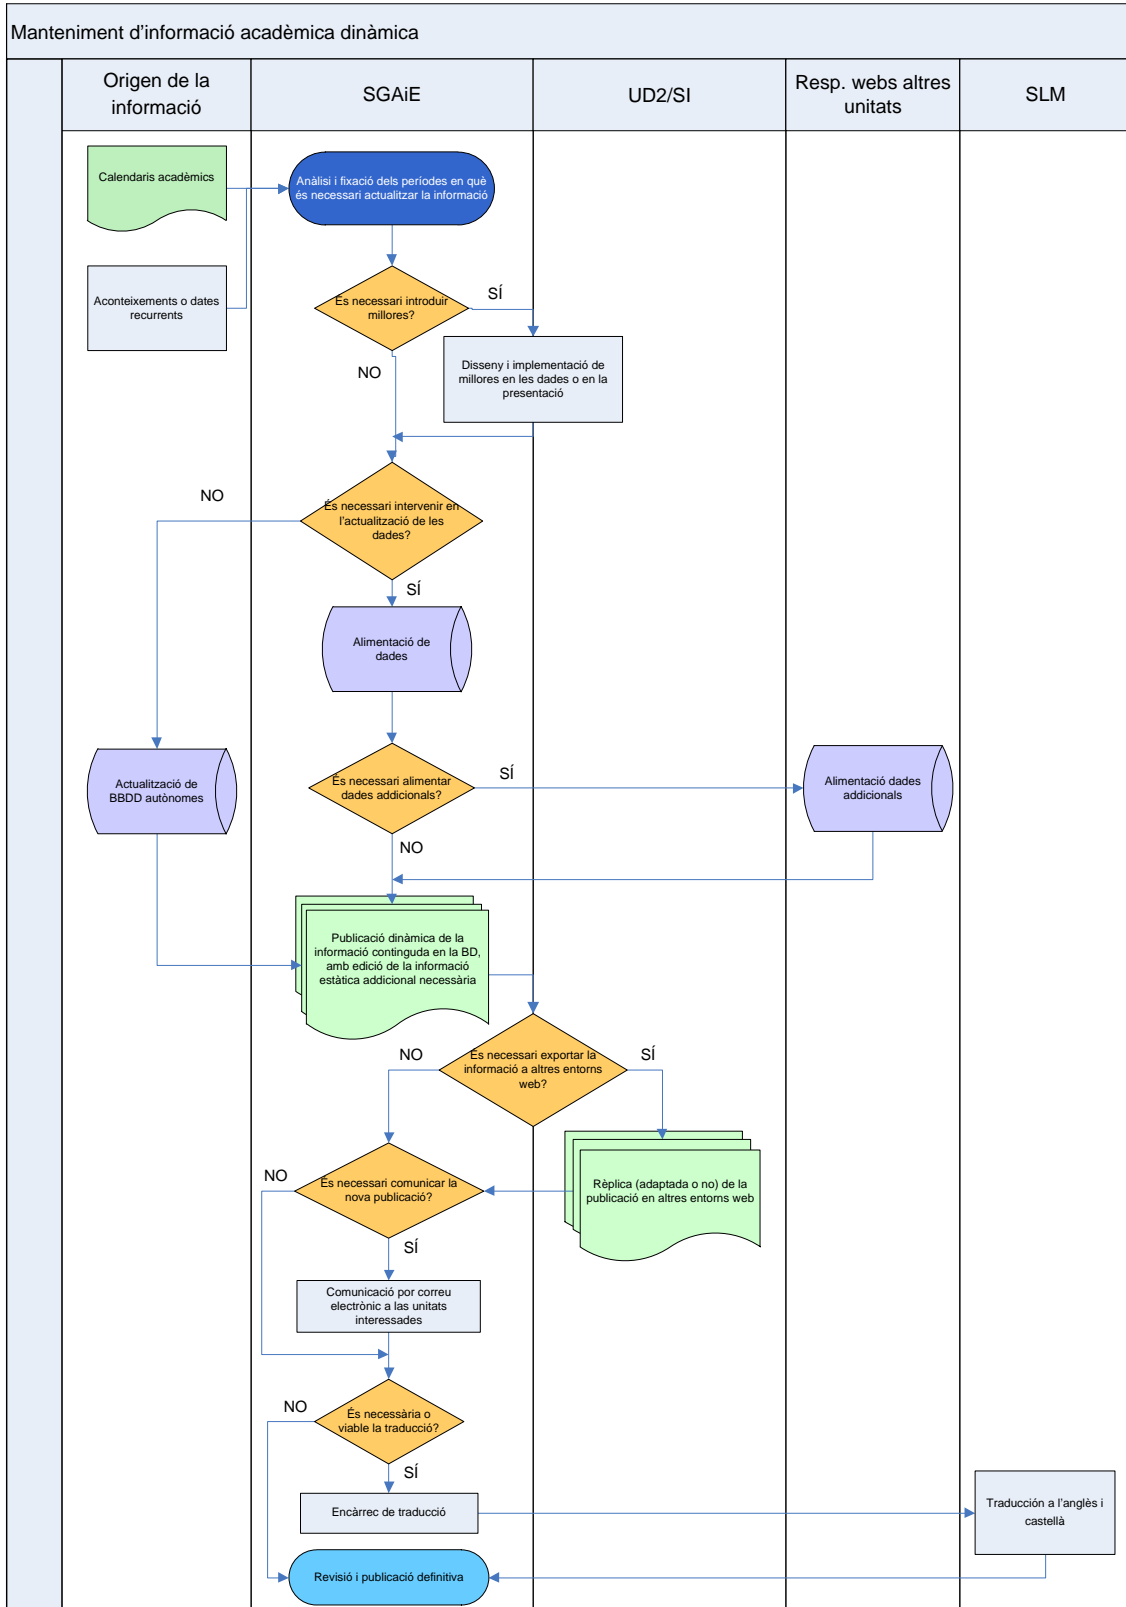 Manteniment d'informació acadèmica dinàmica
Origen de la
informació
SGAiE
UD2/SI
Resp. webs altres
unitats
SLM
Calendaris acadèmics
Anàlisi i fixació dels períodes en què
és necessari actualitzar la informació
Aconteixements o dates
recurrents
És necessari introduir
millores?
SÍ
NO
Disseny i implementació de
millores en les dades o en la
presentació
NO
És necessari intervenir en
l'actualització de les
dades?
SÍ
Alimentació de
dades
Actualització de
BBDD autònomes
És necessari alimentar
dades addicionals?
SÍ
Alimentació dades
addicionals
NO
Publicació dinàmica de la
informació continguda en la BD,
amb edició de la informació
estàtica addicional necessària
NO
És necessari exportar la
informació a altres entorns
web?
SÍ
NO
És necessari comunicar la
nova publicació?
Rèplica (adaptada o no) de la
publicació en altres entorns web
SÍ
Comunicació por correu
electrònic a las unitats
interessades
NO
És necessària o
viable la traducció?
SÍ
Encàrrec de traducció
Traducción a l'anglès i
castellà
Revisió i publicació definitiva